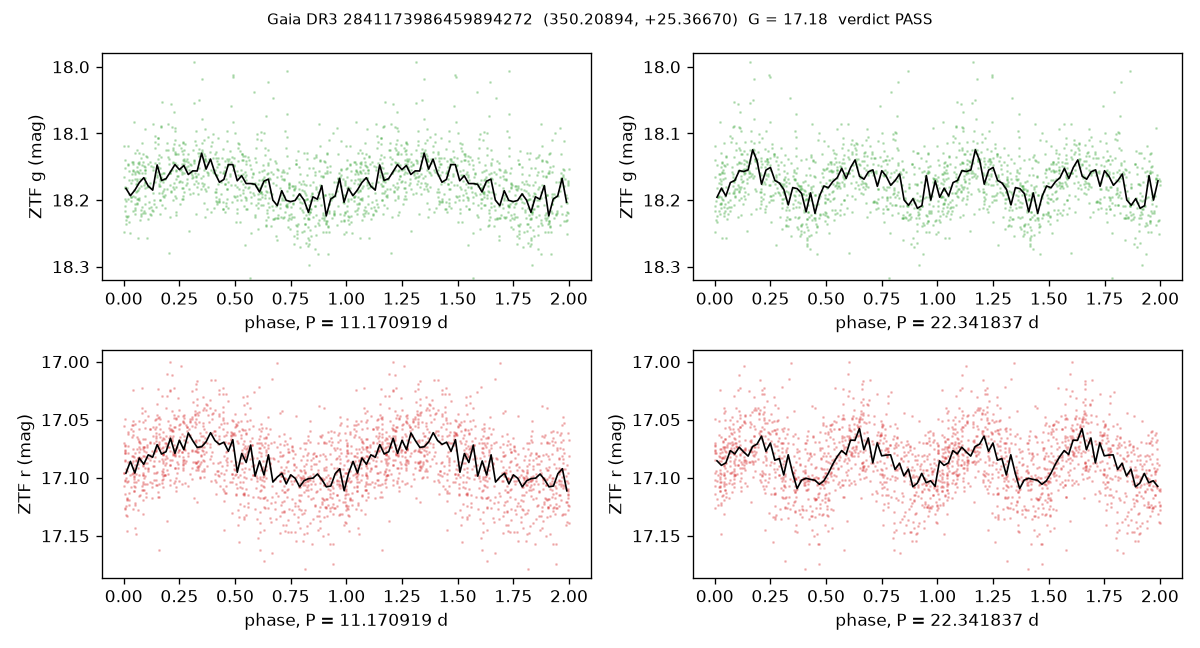 Gaia DR3 2841173986459894272 (350.20894, +25.36670) G = 17.18 verdict PASS
18.0
18.1
18.2
18.3
ZTF g (mag)
0.00 0.25 0.50 0.75 1.00 1.25 1.50 1.75 2.00
phase, P = 11.170919 d
18.0
18.1
18.2
18.3
ZTF g (mag)
0.00 0.25 0.50 0.75 1.00 1.25 1.50 1.75 2.00
phase, P = 22.341837 d
17.00
17.05
17.10
17.15
ZTF r (mag)
0.00 0.25 0.50 0.75 1.00 1.25 1.50 1.75 2.00
phase, P = 11.170919 d
17.00
17.05
17.10
17.15
ZTF r (mag)
0.00 0.25 0.50 0.75 1.00 1.25 1.50 1.75 2.00
phase, P = 22.341837 d